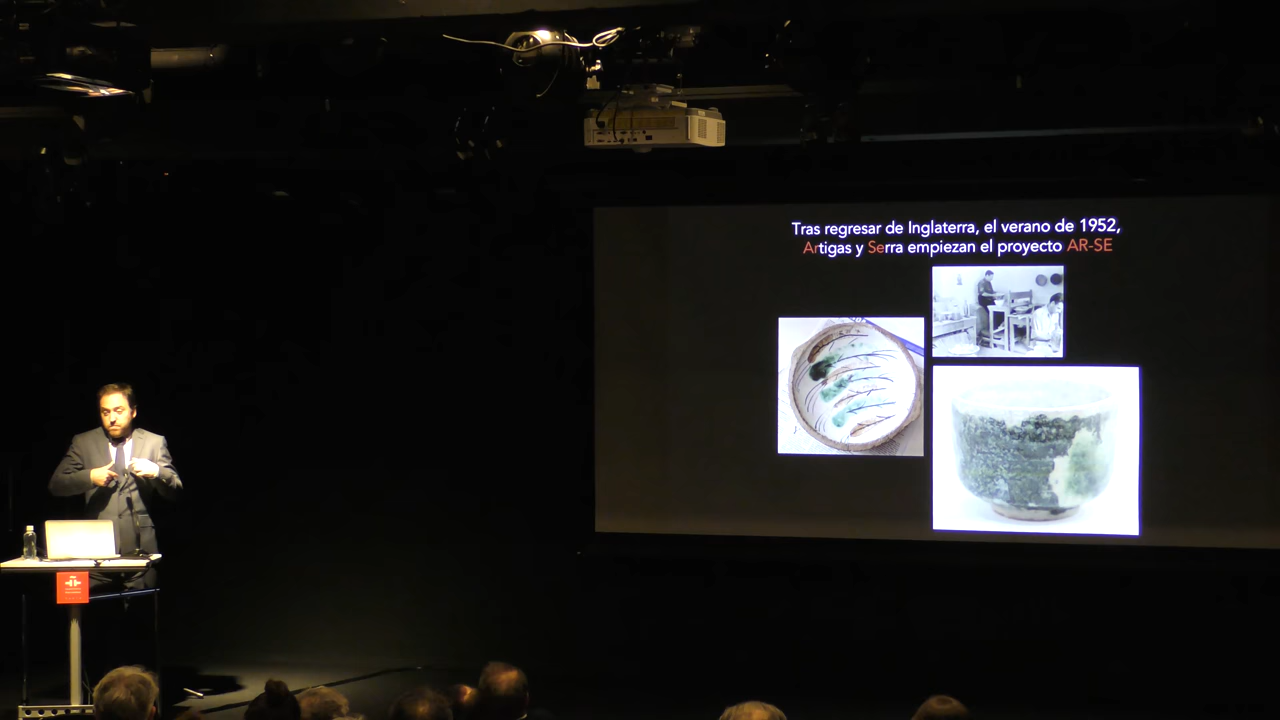 Tras regresar de Inglaterra, el verano de 1952,
Artigas y Serra empiezan el proyecto AR-SE